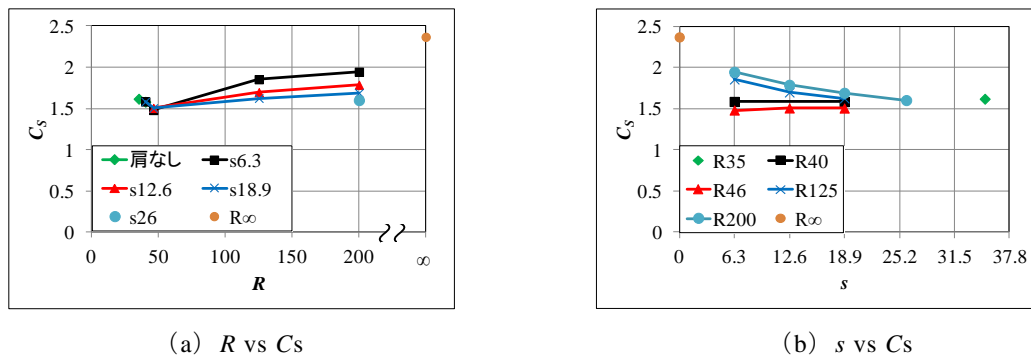 2.5
2
1.5
1
0.5
0
Cs
肩なし
s6.3
s12.6
s18.9
s26
R∞
0 50 100 150 200 ∞
R
(a) R vs Cs
2.5
2
1.5
1
0.5
0
Cs
R35
R40
R46
R125
R200
R∞
0 6.3 12.6 18.9 25.2 31.5 37.8
s
(b) s vs Cs